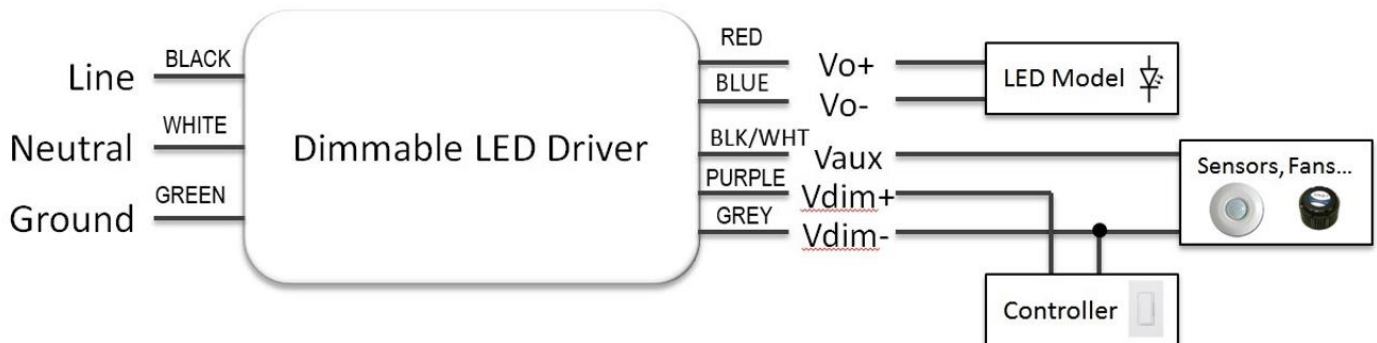 Line
BLACK
Neutral
WHITE
Ground
GREEN
Dimmable LED Driver
RED
Vo+
BLUE
Vo-
BLK/WHT
Vaux
PURPLE
Vdim+
GREY
Vdim-
LED Model
Sensors, Fans...
Controller